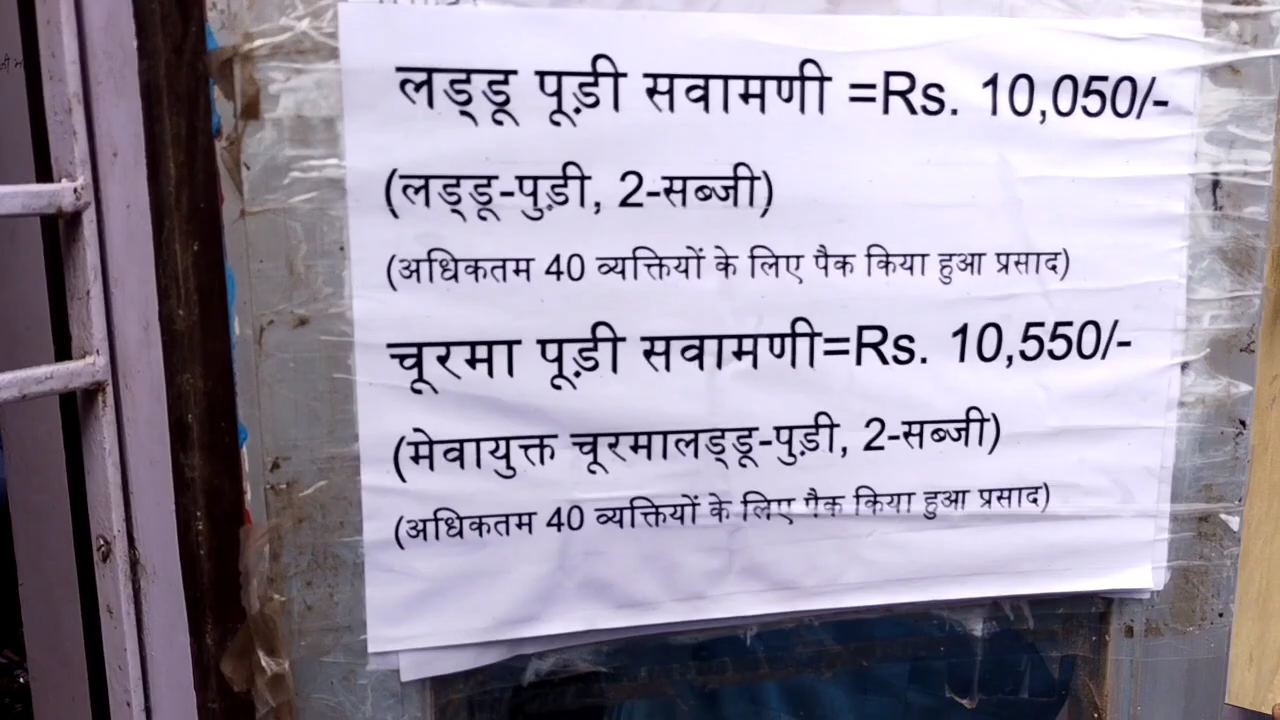 लड्डू पूड़ी सवामणी =Rs. 10,050/-
(लड्डू-पुड़ी, 2-सब्जी)
(अधिकतम 40 व्यक्तियों के लिए पैक किया हुआ प्रसाद)
चूरमा पूड़ी सवामणी=Rs. 10,550/-
(मेवायुक्त चूरमालड्डू-पुड़ी, 2-सब्जी)
(अधिकतम 40 व्यक्तियों के लिए पैक किया हुआ प्रसाद)